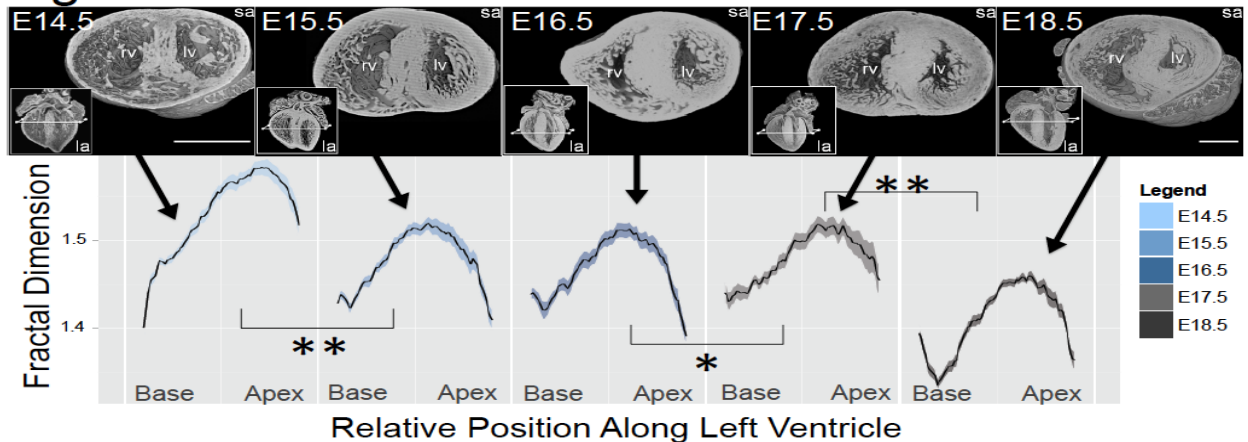 E14.5 sa E15.5 sa E16.5 sa E17.5 sa E18.5 sa
rv lv rv lv rv lv rv lv rv lv
la la la la la
Fractal Dimension
1.5
1.4
** * **
Base Apex Base Apex Base Apex Base Apex Base Apex
Relative Position Along Left Ventricle
Legend
E14.5
E15.5
E16.5
E17.5
E18.5